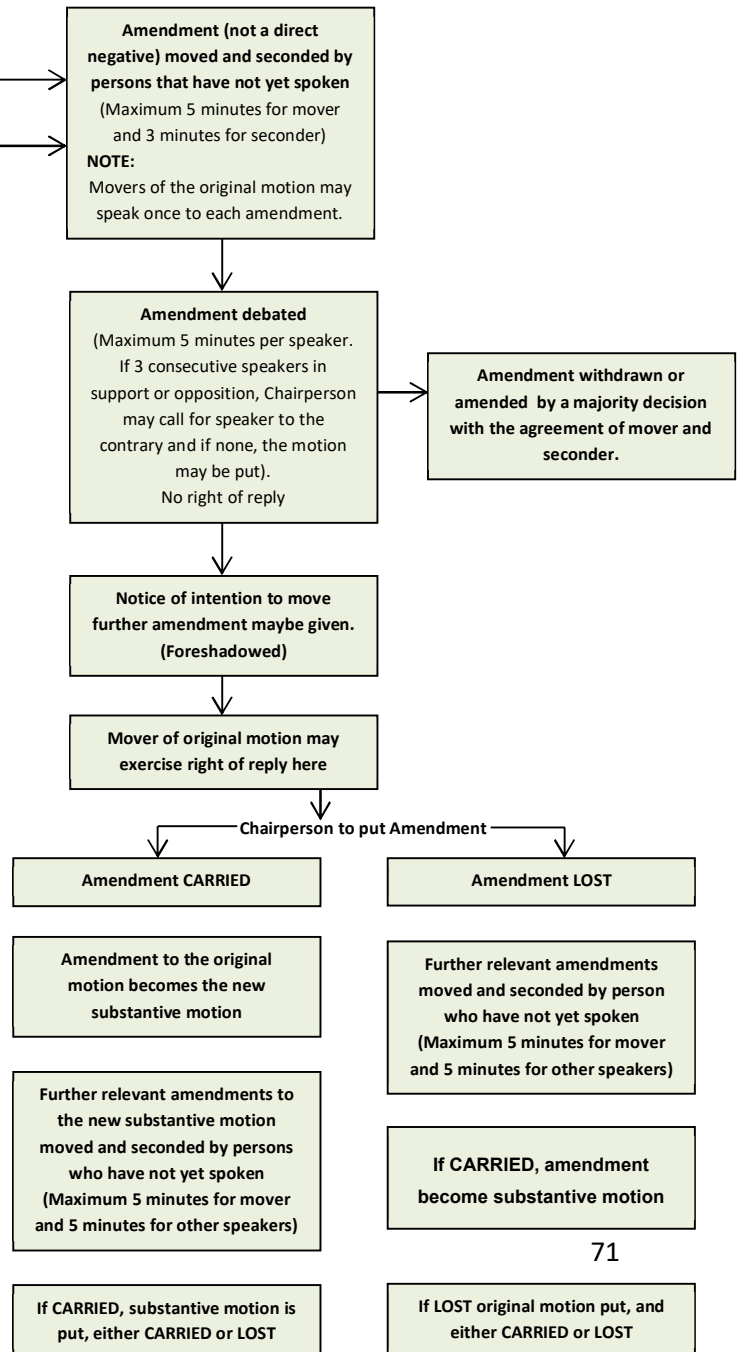 Amendment (not a direct
negative) moved and seconded by
persons that have not yet spoken
(Maximum 5 minutes for mover
and 3 minutes for seconder)
NOTE:
Movers of the original motion may
speak once to each amendment.
Amendment debated
(Maximum 5 minutes per speaker.
If 3 consecutive speakers in
support or opposition, Chairperson
may call for speaker to the
contrary and if none, the motion
may be put).
No right of reply
Amendment withdrawn or
amended by a majority decision
with the agreement of mover and
seconder.
Notice of intention to move
further amendment maybe given.
(Foreshadowed)
Mover of original motion may
exercise right of reply here
Chairperson to put Amendment
Amendment CARRIED
Amendment to the original
motion becomes the new
substantive motion
Further relevant amendments to
the new substantive motion
moved and seconded by persons
who have not yet spoken
(Maximum 5 minutes for mover
and 5 minutes for other speakers)
If CARRIED, substantive motion is
put, either CARRIED or LOST
Amendment LOST
Further relevant amendments
moved and seconded by person
who have not yet spoken
(Maximum 5 minutes for mover
and 5 minutes for other speakers)
If CARRIED, amendment
become substantive motion
71
If LOST original motion put, and
either CARRIED or LOST